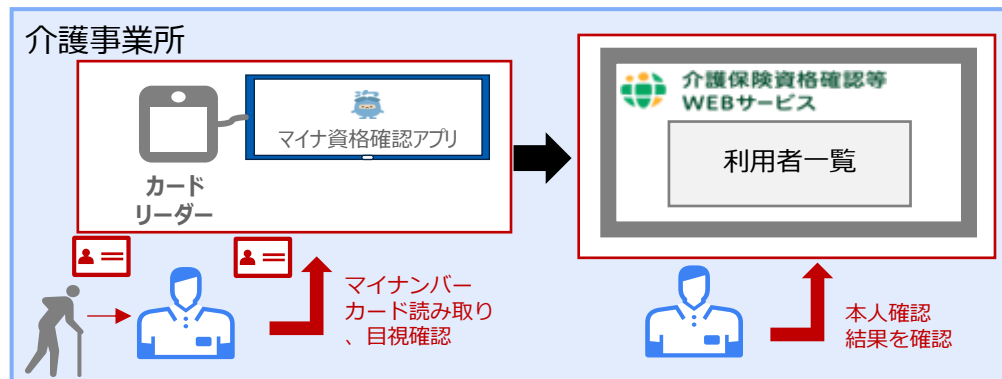 介護事業所
マイナ資格確認アプリ
カード
リーダー
マイナンバー
カード読み取り
、目視確認
介護保険資格確認等
WEBサービス
利用者一覧
本人確認
結果を確認